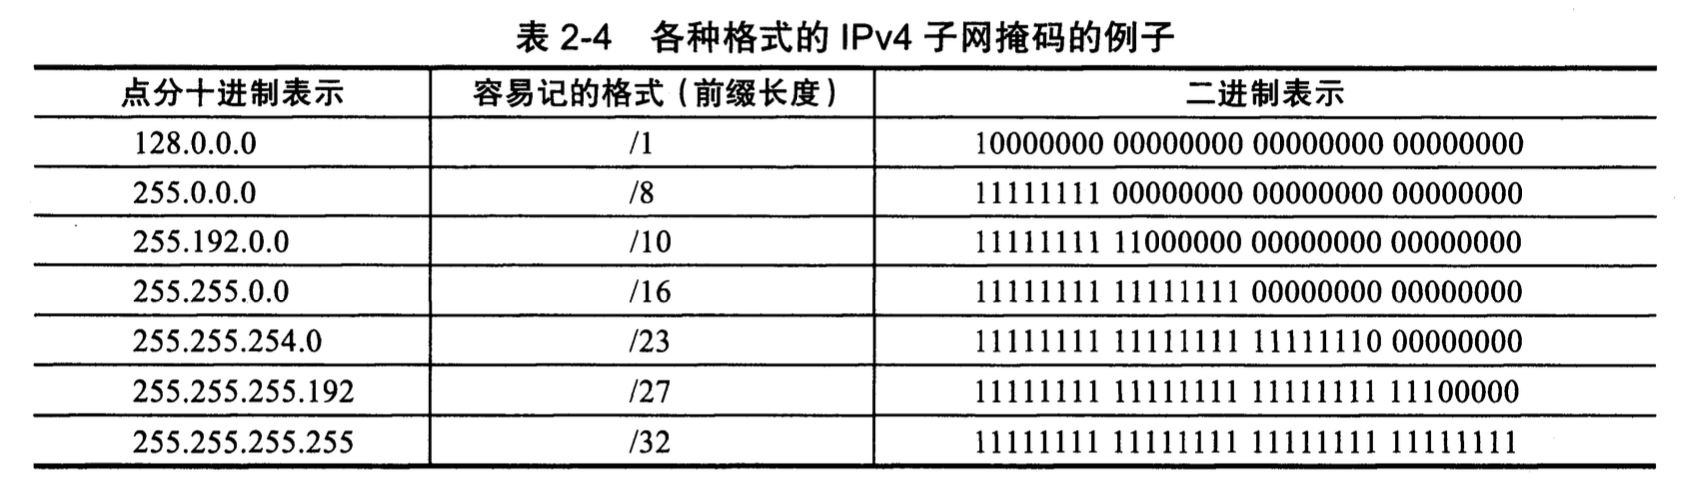 表 2-4 各种格式的 IPv4 子网掩码的例子
点分十进制表示 容易记的格式（前缀长度） 二进制表示
128.0.0.0 /1 10000000 00000000 00000000 00000000
255.0.0.0 /8 11111111 00000000 00000000 00000000
255.192.0.0 /10 11111111 11000000 00000000 00000000
255.255.0.0 /16 11111111 11111111 00000000 00000000
255.255.254.0 /23 11111111 11111111 11111110 00000000
255.255.255.192 /27 11111111 11111111 11111111 11100000
255.255.255.255 /32 11111111 11111111 11111111 11111111